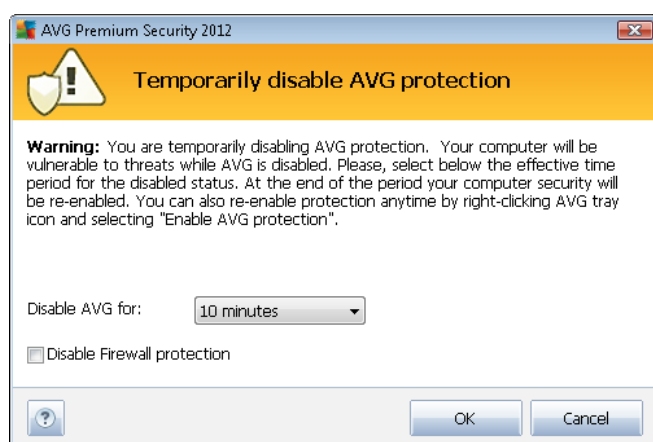 AVG Premium Security 2012
Temporarily disable AVG protection
Warning: You are temporarily disabling AVG protection. Your computer will be
vulnerable to threats while AVG is disabled. Please, select below the effective time
period for the disabled status. At the end of the period your computer security will
be re-enabled. You can also re-enable protection anytime by right-clicking AVG tray
icon and selecting "Enable AVG protection".
Disable AVG for:
10 minutes
Disable Firewall protection
?
OK
Cancel